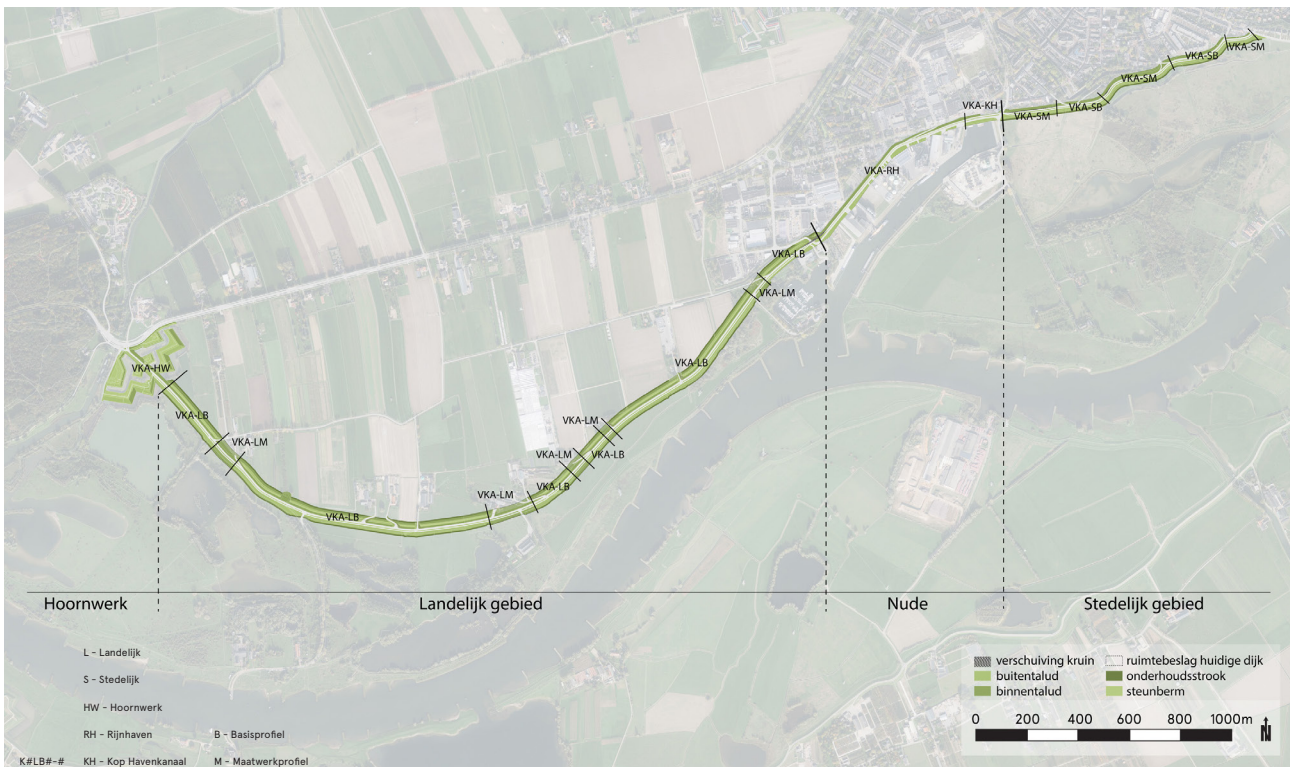 VKA-SM
VKA-SB
VKA-SM
VKA-SB
VKA-KH
VKA-SM
VKA-RH
VKA-LB
VKA-LM
VKA-LB
VKA-HW
VKA-LB
VKA-LM
VKA-LM
VKA-LM
VKA-LB
VKA-LB
VKA-LM
VKA-LB
Hoornwerk
Landelijk gebied
Nude
Stedelijk gebied
L - Landelijk
S - Stedelijk
HW - Hoornwerk
RH - Rijnhaven
B - Basisprofiel
K#LB#-#
KH - Kop Havenkanaal
M - Maatwerkprofiel
verschuiving kruin
ruimtebeslag huidige dijk
buitentalud
onderhoudsstrook
binnentalud
steunberm
0 200 400 600 800 1000m
N